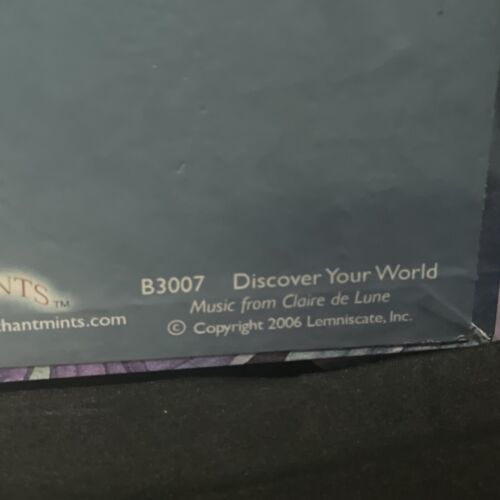 NTS™
B3007 Discover Your World
Music from Claire de Lune
chantmints.com
© Copyright 2006 Lemniscate, Inc.